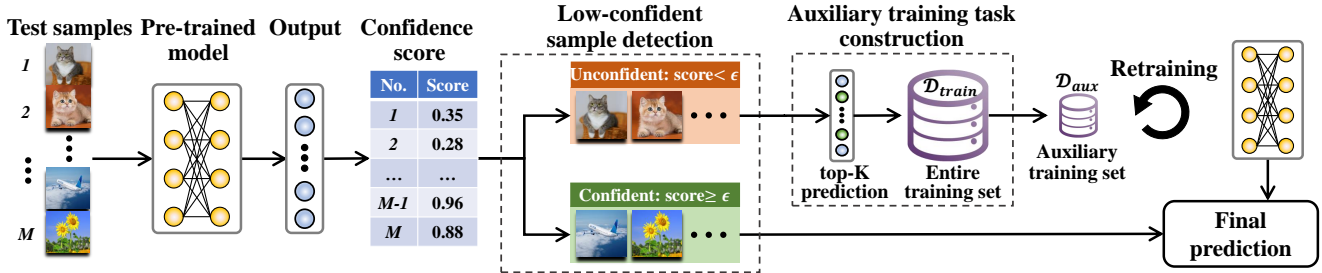 Test samples
1
2
M
Pre-trained
model
Output
Confidence
score
No. Score
1 0.35
2 0.28
... ...
M-1 0.96
M 0.88
Low-confident
sample detection
Unconfident: score< ϵ
Confident: score≥ ϵ
Auxiliary training task
construction
top-K
prediction
𝒟train
Entire
training set
𝒟aux
Auxiliary
training set
Retraining
Final
prediction